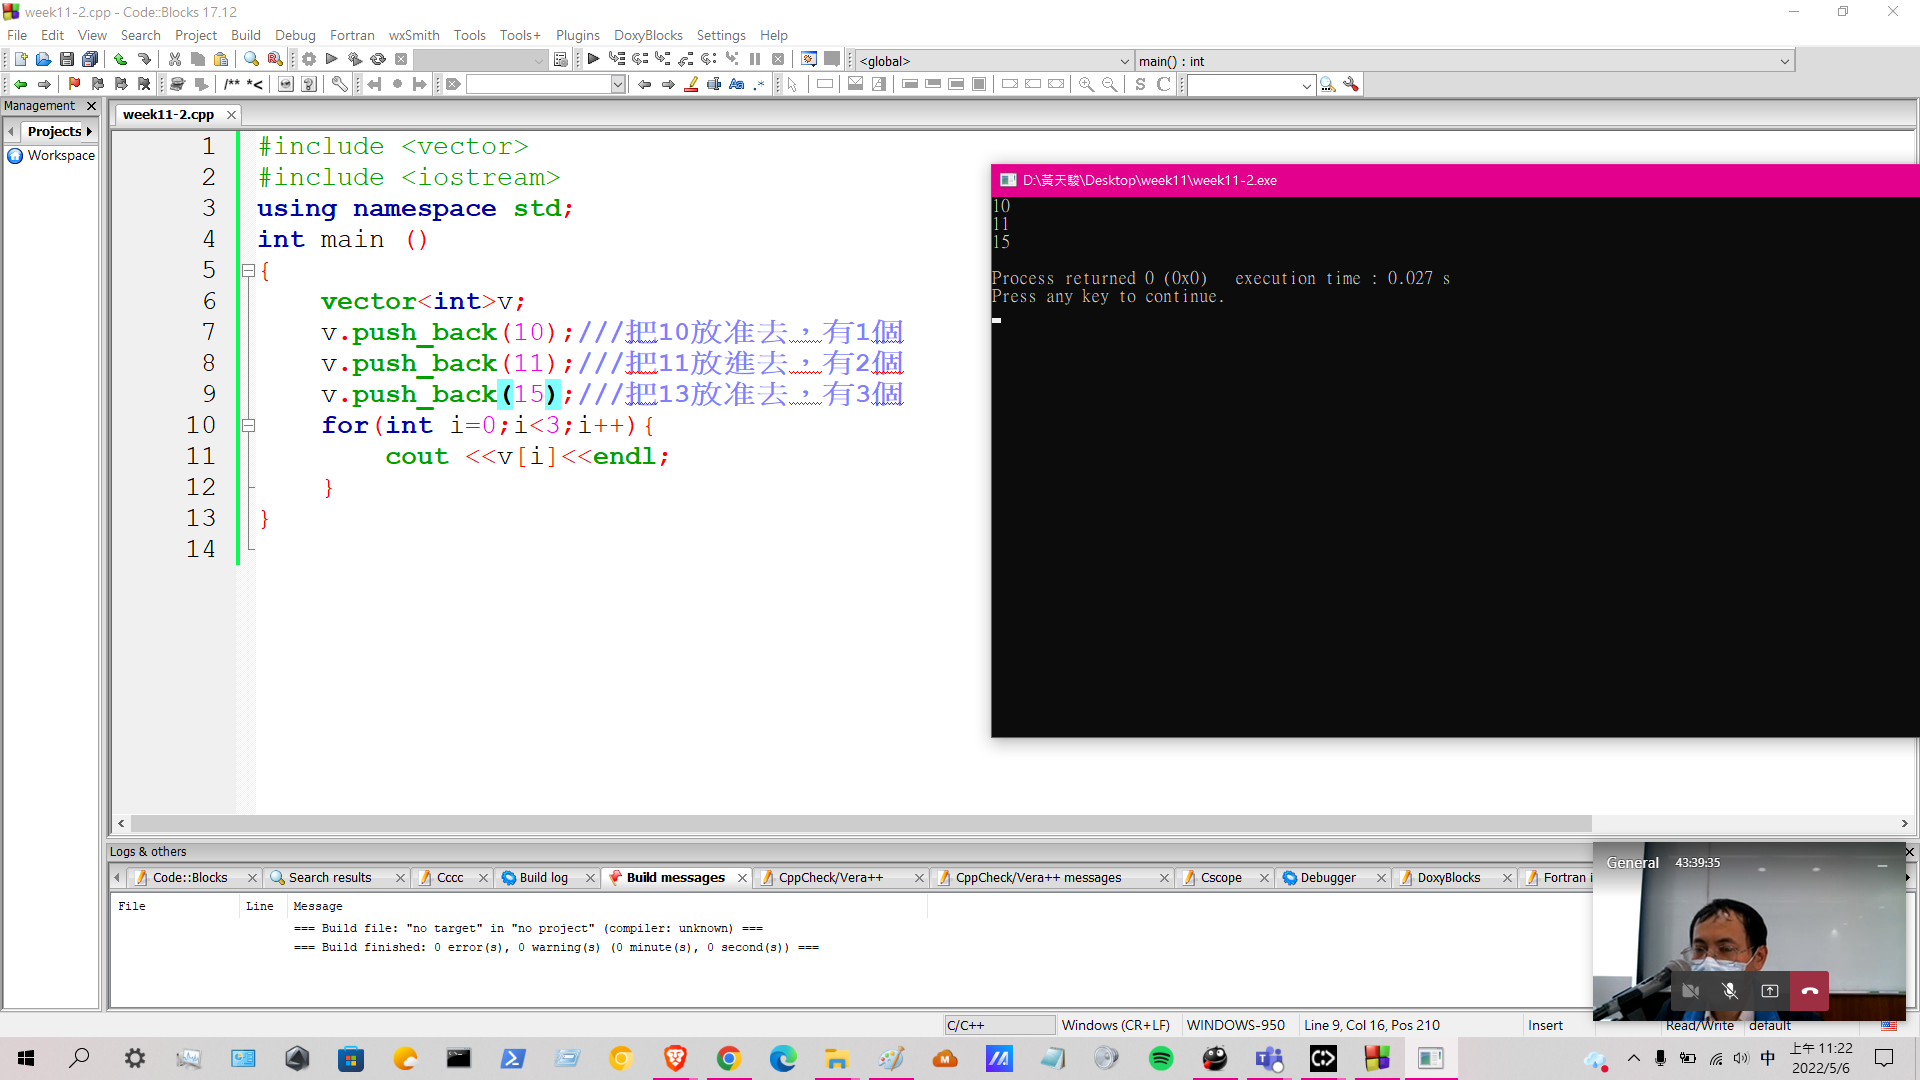 week11-2.cpp - Code::Blocks 17.12
File Edit View Search Project Build Debug Fortran wxSmith Tools Tools+ Plugins DoxyBlocks Settings Help
<global>
main() : int
/** *<
S C
Management
week11-2.cpp
Projects
Workspace
1 #include <vector>
2 #include <iostream>
3 using namespace std;
4 int main ()
5 {
6 vector<int>v;
7 v.push_back(10);///把10放准去，有1個
8 v.push_back(11);///把11放進去，有2個
9 v.push_back(15);///把13放准去，有3個
10 for(int i=0;i<3;i++){
11 cout <<v[i]<<endl;
12 }
13 }
14
D:\黃天駿\Desktop\week11\week11-2.exe
10
11
15
Process returned 0 (0x0)   execution time : 0.027 s
Press any key to continue.
Logs & others
Code::Blocks Search results Cccc Build log Build messages CppCheck/Vera++ CppCheck/Vera++ messages Cscope Debugger DoxyBlocks Fortran i
File Line Message
=== Build file: "no target" in "no project" (compiler: unknown) ===
=== Build finished: 0 error(s), 0 warning(s) (0 minute(s), 0 second(s)) ===
General 43:39:35
C/C++ Windows (CR+LF) WINDOWS-950 Line 9, Col 16, Pos 210 Insert Read/Write default
中
上午 11:22
2022/5/6